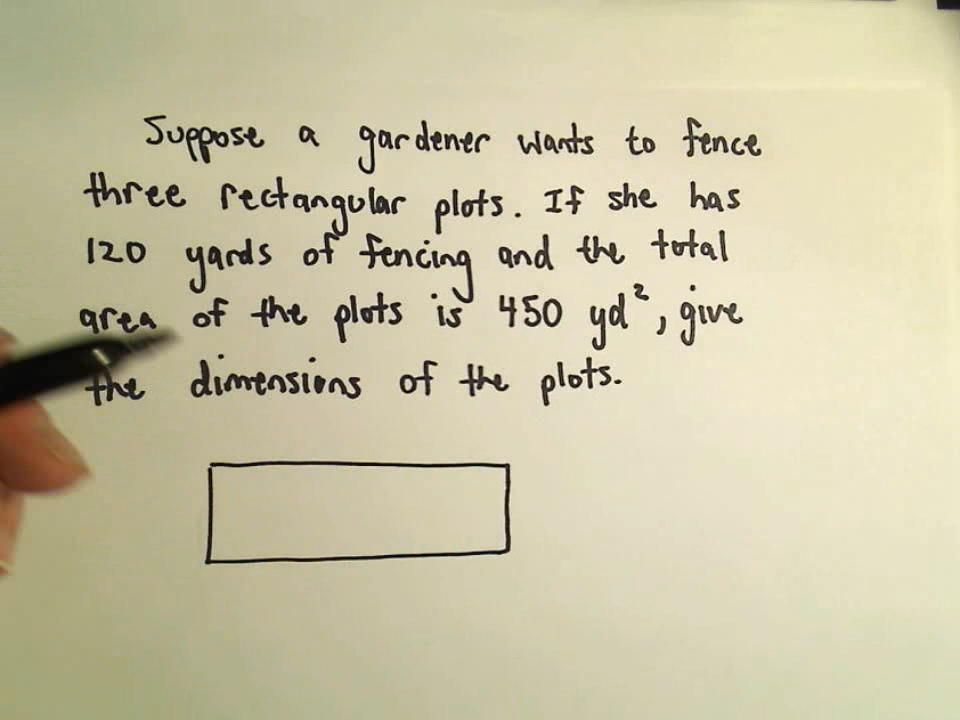 Suppose a gardener wants to fence
three rectangular plots. If she has
120 yards of fencing and the total
area of the plots is 450 yd², give
the dimensions of the plots.